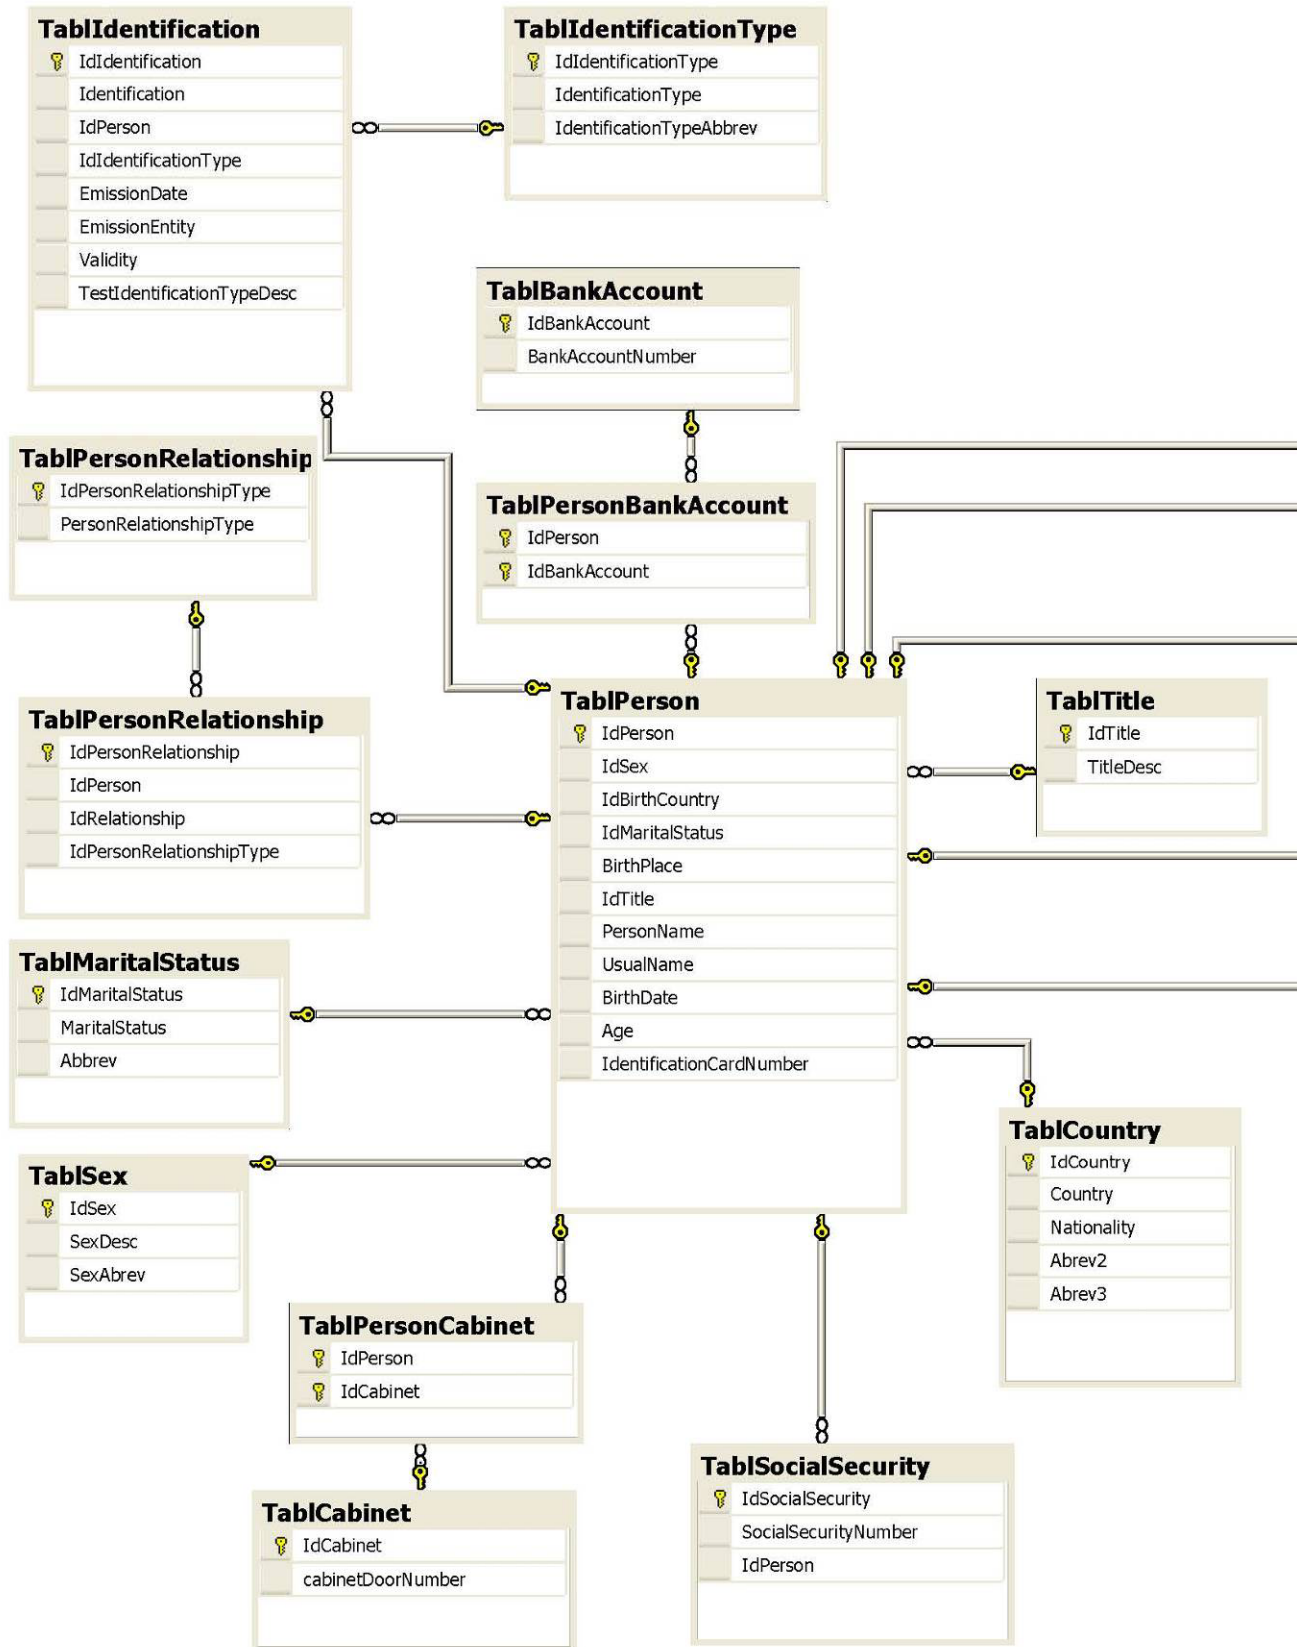 TablIdentification
IdIdentification
Identification
IdPerson
IdIdentificationType
EmissionDate
EmissionEntity
Validity
TestIdentificationTypeDesc
TablIdentificationType
IdIdentificationType
IdentificationType
IdentificationTypeAbbrev
TablBankAccount
IdBankAccount
BankAccountNumber
TablPersonRelationship
IdPersonRelationshipType
PersonRelationshipType
TablPersonBankAccount
IdPerson
IdBankAccount
TablPersonRelationship
IdPersonRelationship
IdPerson
IdRelationship
IdPersonRelationshipType
TablPerson
IdPerson
IdSex
IdBirthCountry
IdMaritalStatus
BirthPlace
IdTitle
PersonName
UsualName
BirthDate
Age
IdentificationCardNumber
TablTitle
IdTitle
TitleDesc
TablMaritalStatus
IdMaritalStatus
MaritalStatus
Abbrev
TablSex
IdSex
SexDesc
SexAbrev
TablCountry
IdCountry
Country
Nationality
Abrev2
Abrev3
TablPersonCabinet
IdPerson
IdCabinet
TablCabinet
IdCabinet
cabinetDoorNumber
TablSocialSecurity
IdSocialSecurity
SocialSecurityNumber
IdPerson